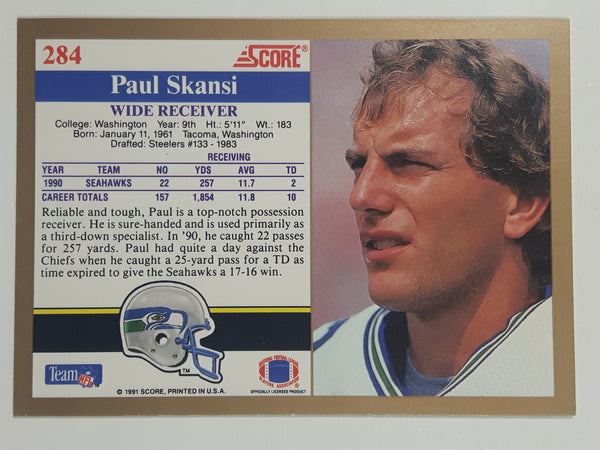 284
SCORE®
Paul Skansi
WIDE RECEIVER
College: Washington Year: 9th Ht.: 5'11" Wt.: 183
Born: January 11, 1961 Tacoma, Washington
Drafted: Steelers #133 - 1983
RECEIVING
YEAR TEAM NO YDS AVG TD
1990 SEAHAWKS 22 257 11.7 2
CAREER TOTALS 157 1,854 11.8 10
Reliable and tough, Paul is a top-notch possession
receiver. He is sure-handed and is used primarily as
a third-down specialist. In '90, he caught 22 passes
for 257 yards. Paul had quite a day against the
Chiefs when he caught a 25-yard pass for a TD as
time expired to give the Seahawks a 17-16 win.
Team NFL
NATIONAL FOOTBALL LEAGUE
PLAYERS ASSOCIATION
OFFICIALLY LICENSED PRODUCT
© 1991 SCORE, PRINTED IN U.S.A.